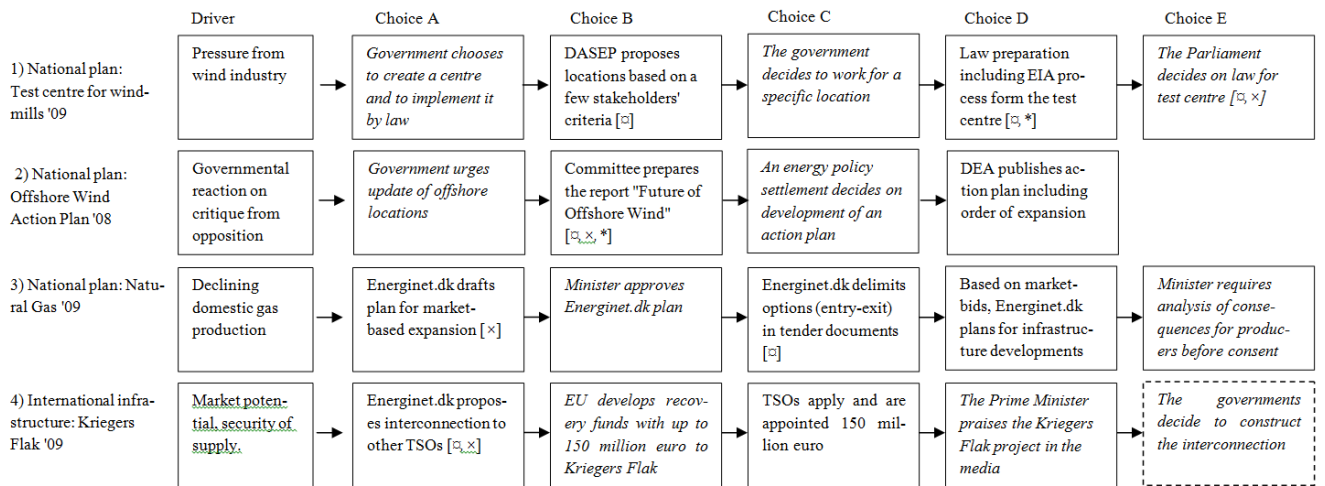 Driver
Choice A
Choice B
Choice C
Choice D
Choice E
1) National plan:
Test centre for wind-
mills '09
Pressure from
wind industry
Government chooses
to create a centre
and to implement it
by law
DASEP proposes
locations based on a
few stakeholders'
criteria [¤]
The government
decides to work for a
specific location
Law preparation
including EIA pro-
cess form the test
centre [¤, *]
The Parliament
decides on law for
test centre [¤, ×]
2) National plan:
Offshore Wind
Action Plan '08
Governmental
reaction on
critique from
opposition
Government urges
update of offshore
locations
Committee prepares
the report "Future of
Offshore Wind"
[¤, ×, *]
An energy policy
settlement decides on
development of an
action plan
DEA publishes ac-
tion plan including
order of expansion
3) National plan: Natu-
ral Gas '09
Declining
domestic gas
production
Energinet.dk drafts
plan for market-
based expansion [×]
Minister approves
Energinet.dk plan
Energinet.dk delimits
options (entry-exit)
in tender documents
[¤]
Based on market-
bids, Energinet.dk
plans for infrastruc-
ture developments
Minister requires
analysis of conse-
quences for produc-
ers before consent
4) International infra-
structure: Kriegers
Flak '09
Market poten-
tial, security of
supply.
Energinet.dk propos-
es interconnection to
other TSOs [¤, ×]
EU develops recov-
ery funds with up to
150 million euro to
Kriegers Flak
TSOs apply and are
appointed 150 mil-
lion euro
The Prime Minister
praises the Kriegers
Flak project in the
media
The governments
decide to construct
the interconnection